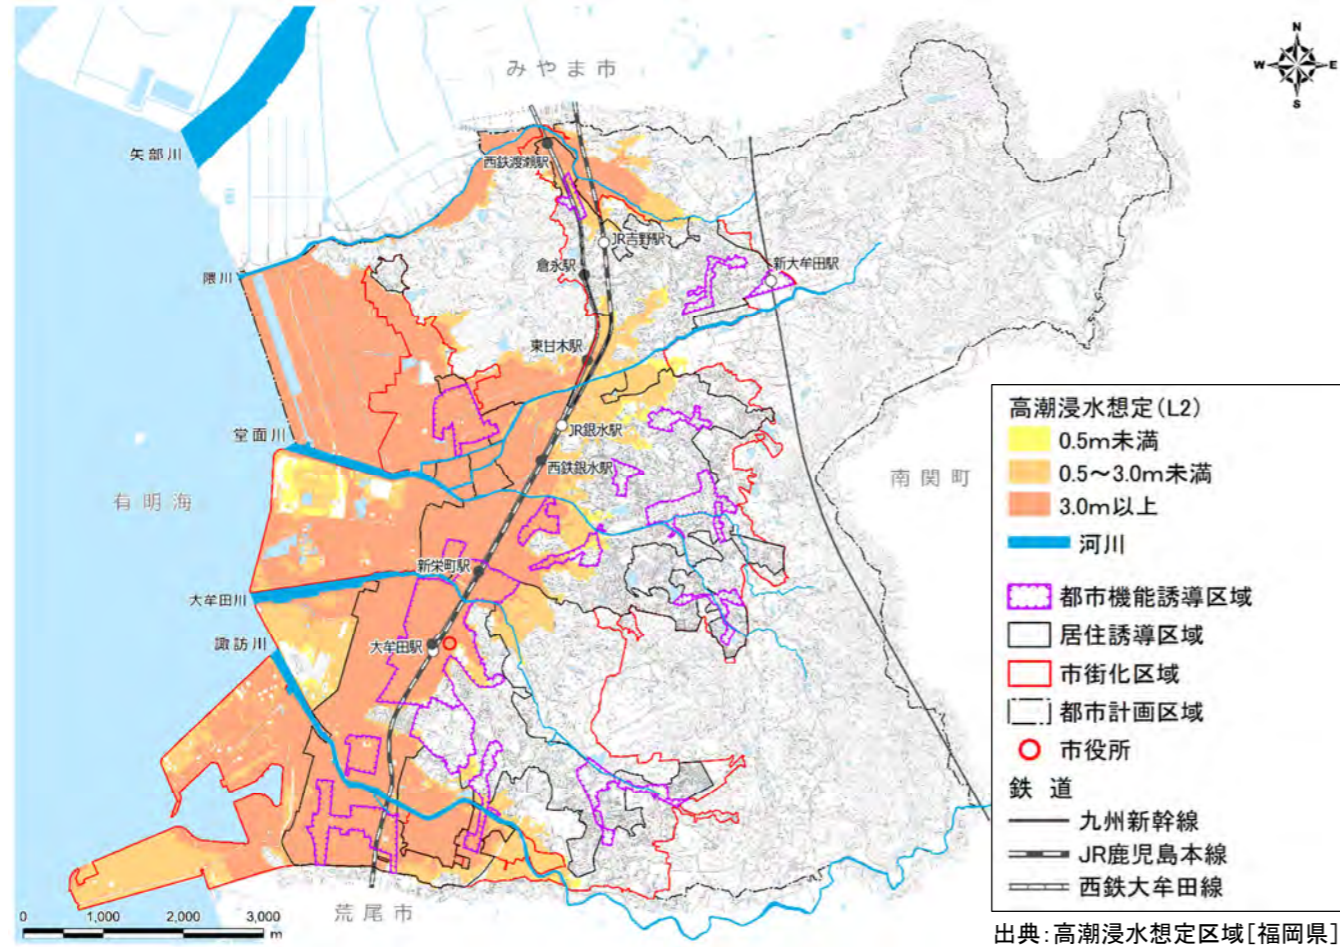 N
W
E
S
みやま市
矢部川
西鉄渡瀬駅
JR吉野駅
隈川
倉永駅
新大牟田駅
東甘木駅
堂面川
JR銀水駅
西鉄銀水駅
有明海
南関町
新栄町駅
大牟田川
諏訪川
大牟田駅
荒尾市
0 1,000 2,000 3,000
m
高潮浸水想定(L2)
0.5m未満
0.5~3.0m未満
3.0m以上
河川
都市機能誘導区域
居住誘導区域
市街化区域
都市計画区域
市役所
鉄 道
九州新幹線
JR鹿児島本線
西鉄大牟田線
出典:高潮浸水想定区域[福岡県]